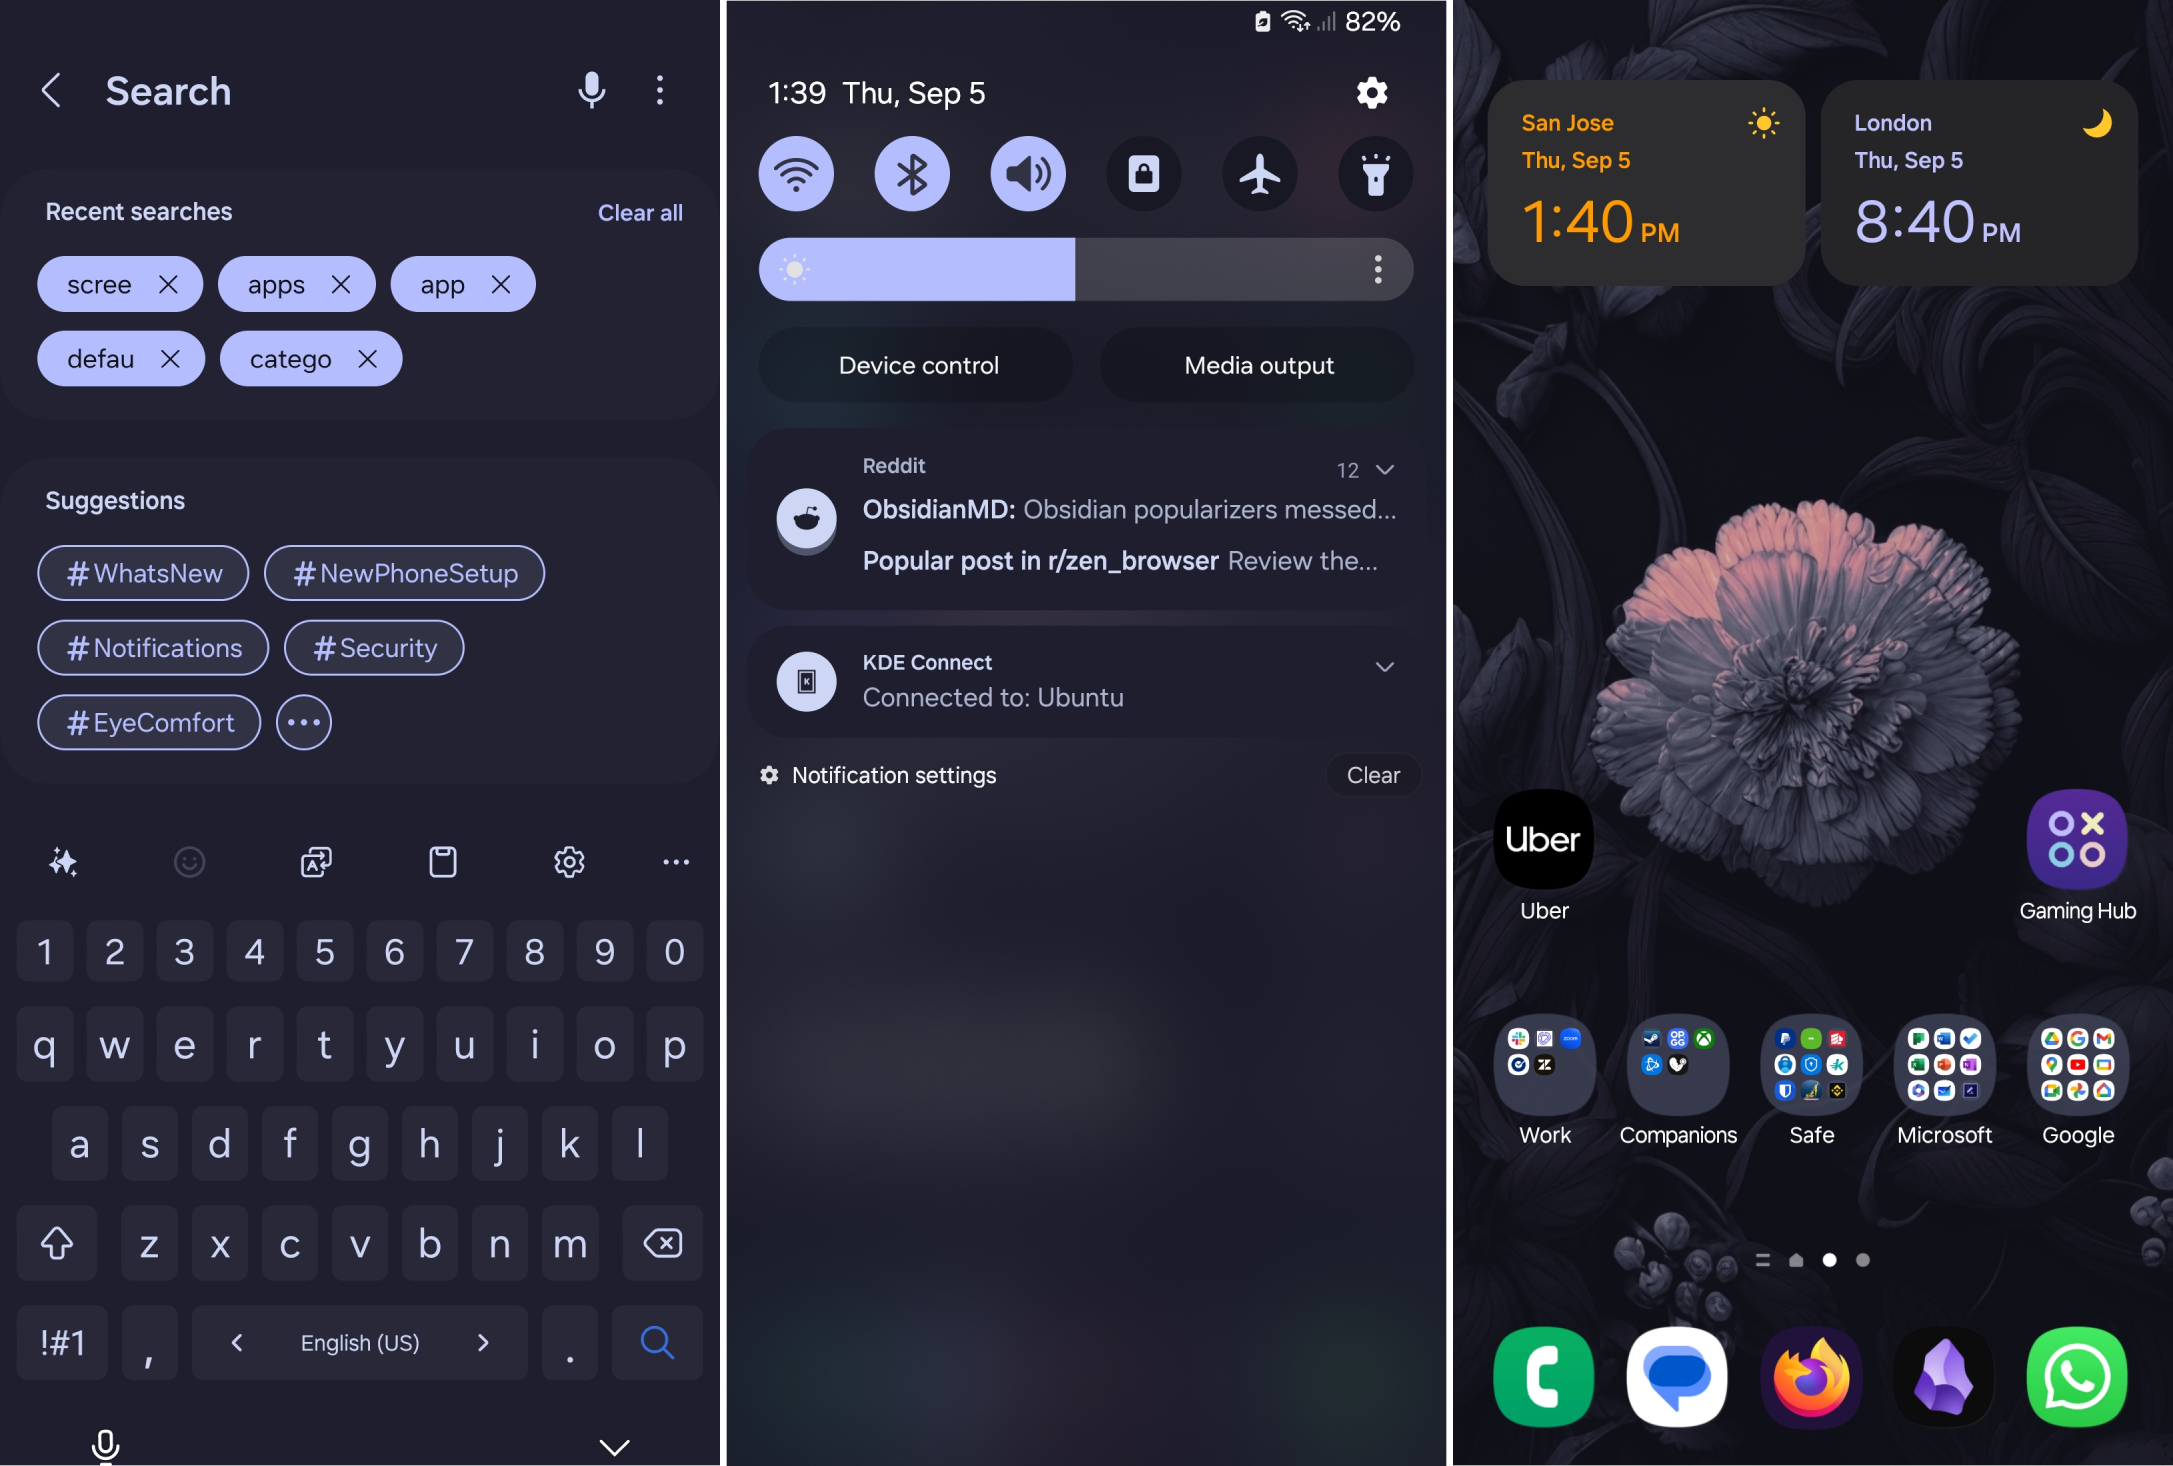 Search
Recent searches
Clear all
scree
apps
app
defau
catego
Suggestions
#WhatsNew
#NewPhoneSetup
#Notifications
#Security
#EyeComfort
1 2 3 4 5 6 7 8 9 0
q w e r t y u i o p
a s d f g h j k l
z x c v b n m
!#1 , English (US) .
82%
1:39 Thu, Sep 5
Device control
Media output
Reddit
12
ObsidianMD: Obsidian popularizers messed...
Popular post in r/zen_browser Review the...
KDE Connect
Connected to: Ubuntu
Notification settings
Clear
San Jose
Thu, Sep 5
1:40 PM
London
Thu, Sep 5
8:40 PM
Uber
Uber
Gaming Hub
Work
Companions
Safe
Microsoft
Google